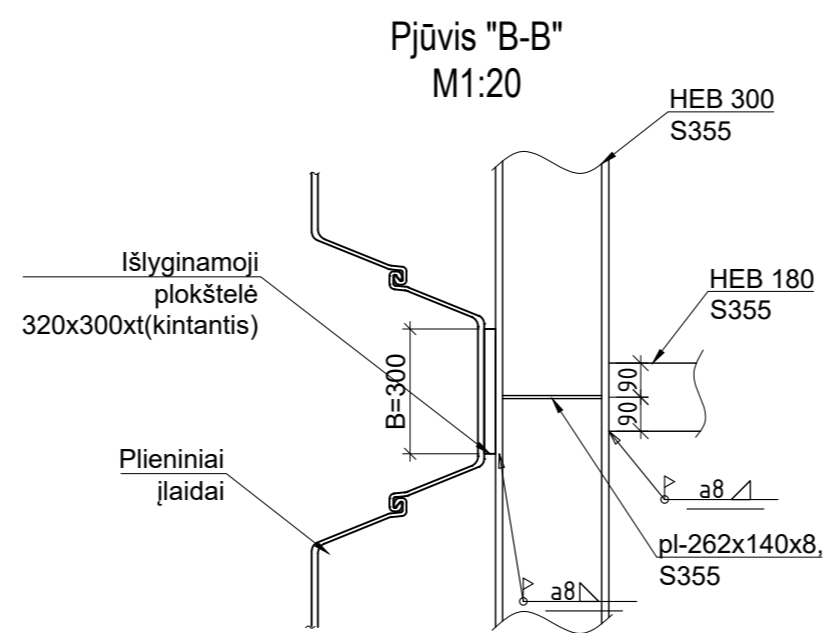 Pjūvis "B-B"
M1:20
HEB 300
S355
Išlyginamoji
plokštelė
320x300xt(kintantis)
HEB 180
S355
B=300
90
90
Plieniniai
įlaidai
a8
pl-262x140x8,
S355
a8